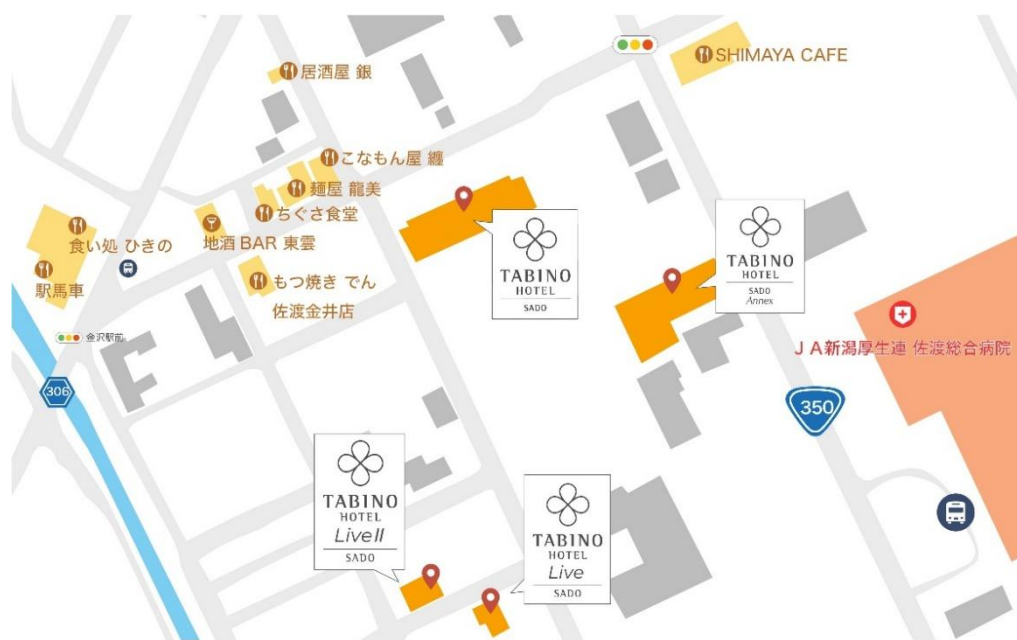 SHIMAYA CAFE
居酒屋 銀
こなもん屋 纏
麺屋 龍美
ちぐさ食堂
地酒 BAR 東雲
食い処 ひきの
駅馬車
もつ焼き でん
佐渡金井店
金沢駅前
306
TABINO
HOTEL
SADO
TABINO
HOTEL
SADO
Annex
JA新潟厚生連 佐渡総合病院
350
TABINO
HOTEL
Live II
SADO
TABINO
HOTEL
Live
SADO